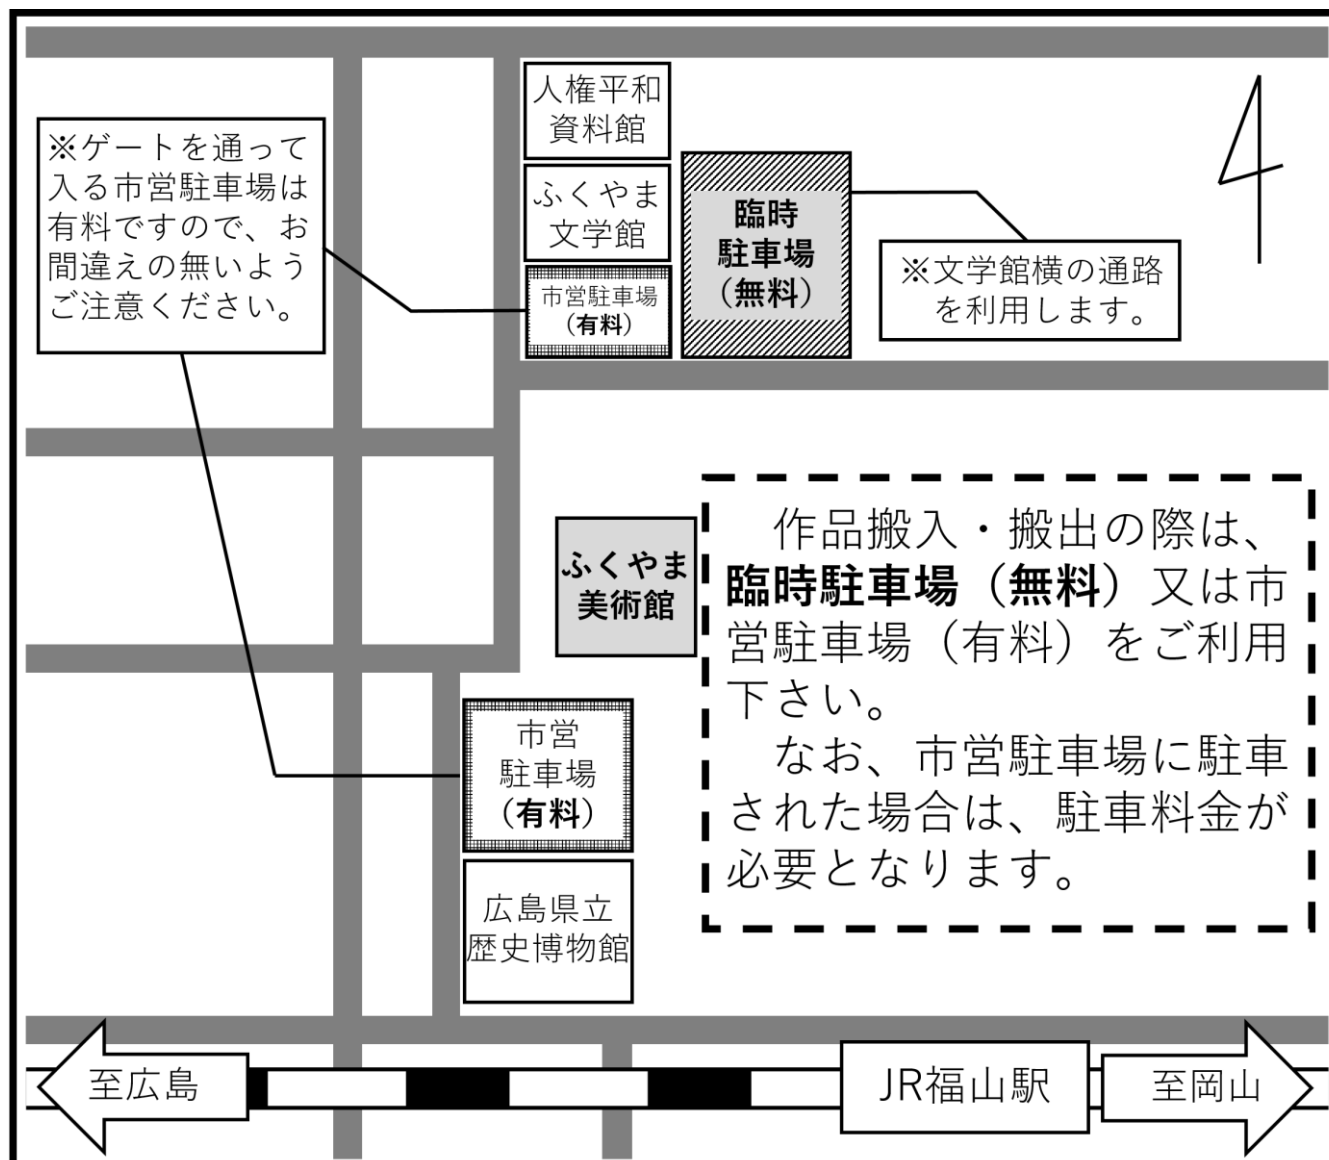 人権平和
資料館
※ゲートを通って
入る市営駐車場は
有料ですので、お
間違えの無いよう
ご注意ください。
ふくやま
文学館
臨時
駐車場
（無料）
※文学館横の通路
を利用します。
市営駐車場
（有料）
ふくやま
美術館
作品搬入・搬出の際は、
臨時駐車場（無料）又は市
営駐車場（有料）をご利用
下さい。
なお、市営駐車場に駐車
された場合は、駐車料金が
必要となります。
市営
駐車場
（有料）
広島県立
歴史博物館
至広島
JR福山駅
至岡山